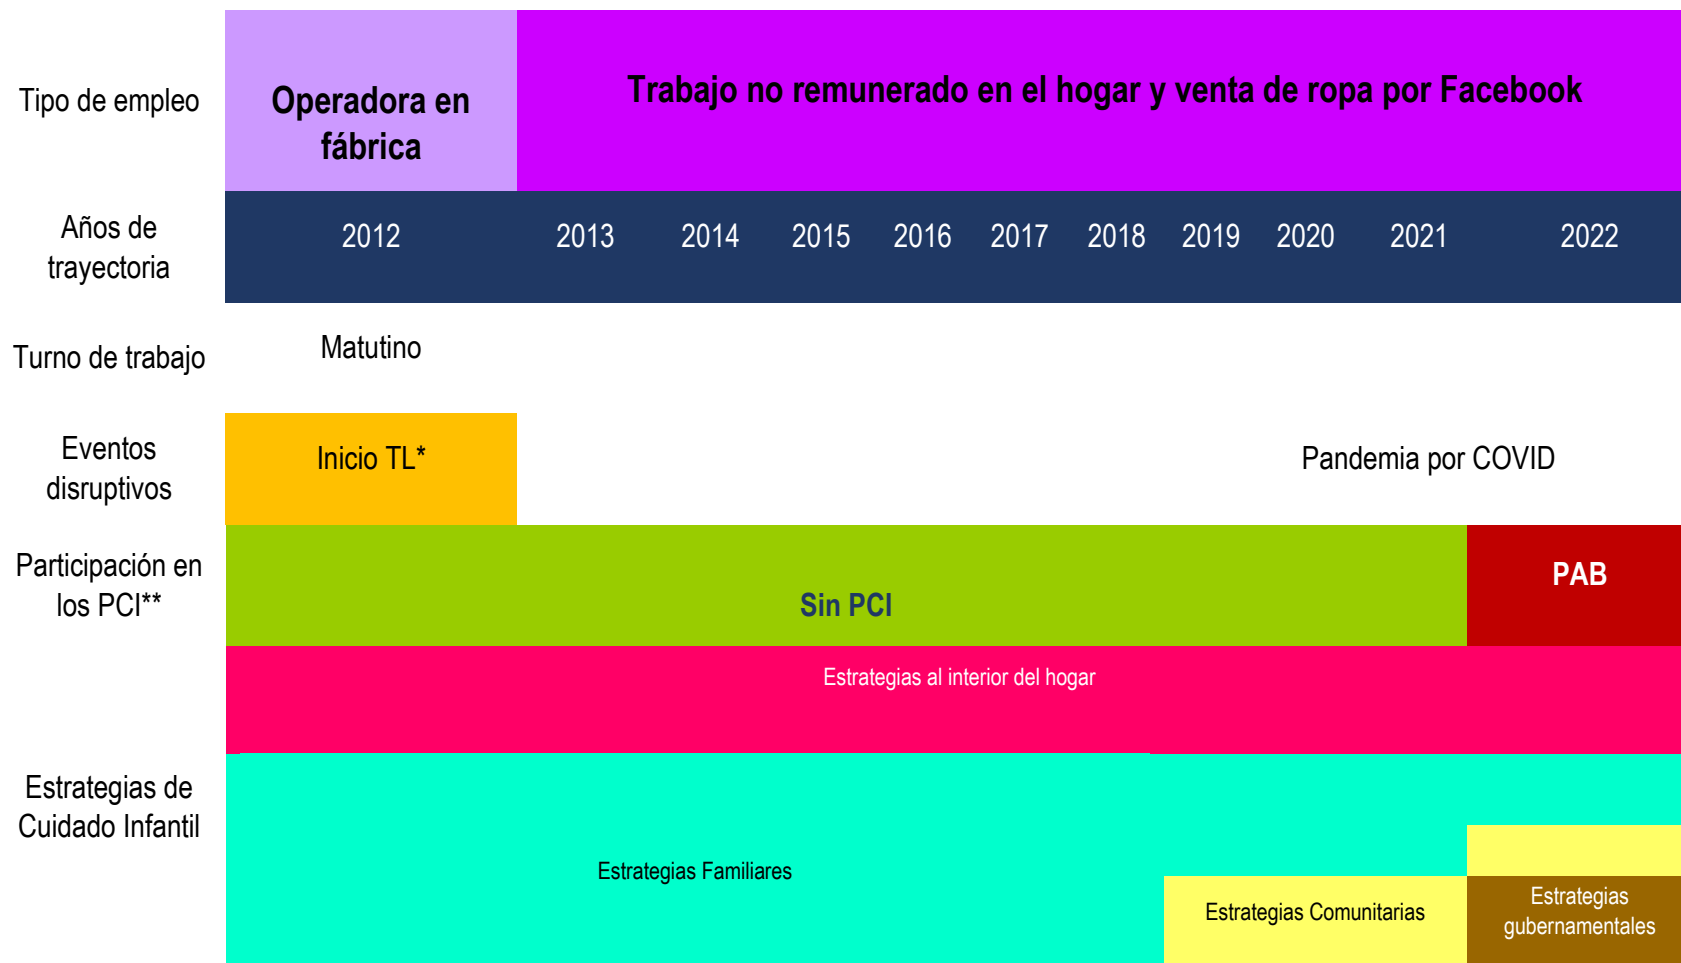 Tipo de empleo
Operadora en
fábrica
Trabajo no remunerado en el hogar y venta de ropa por Facebook
Años de
trayectoria
2012 2013 2014 2015 2016 2017 2018 2019 2020 2021 2022
Turno de trabajo
Matutino
Eventos
disruptivos
Inicio TL*
Pandemia por COVID
Participación en
los PCI**
Sin PCI
PAB
Estrategias de
Cuidado Infantil
Estrategias al interior del hogar
Estrategias Familiares
Estrategias Comunitarias
Estrategias
gubernamentales